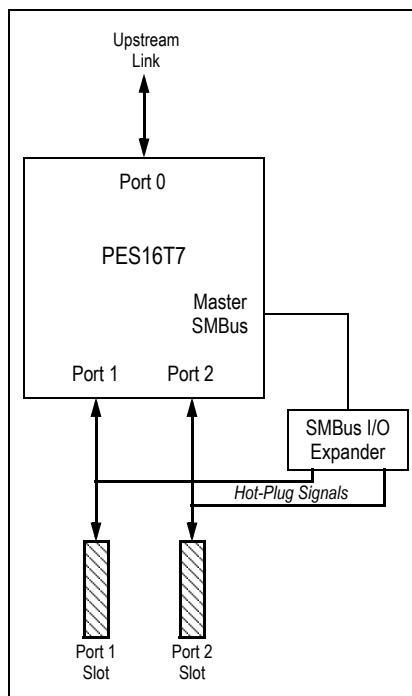 Upstream
Link
Port 0
PES16T7
Master
SMBus
Port 1 Port 2
SMBus I/O
Expander
Hot-Plug Signals
Port 1
Slot
Port 2
Slot